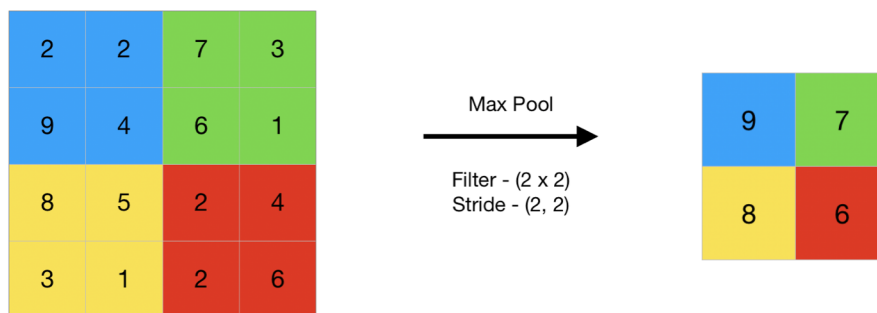 2 2 7 3
9 4 6 1
8 5 2 4
3 1 2 6
Max Pool
Filter - (2 x 2)
Stride - (2, 2)
9 7
8 6